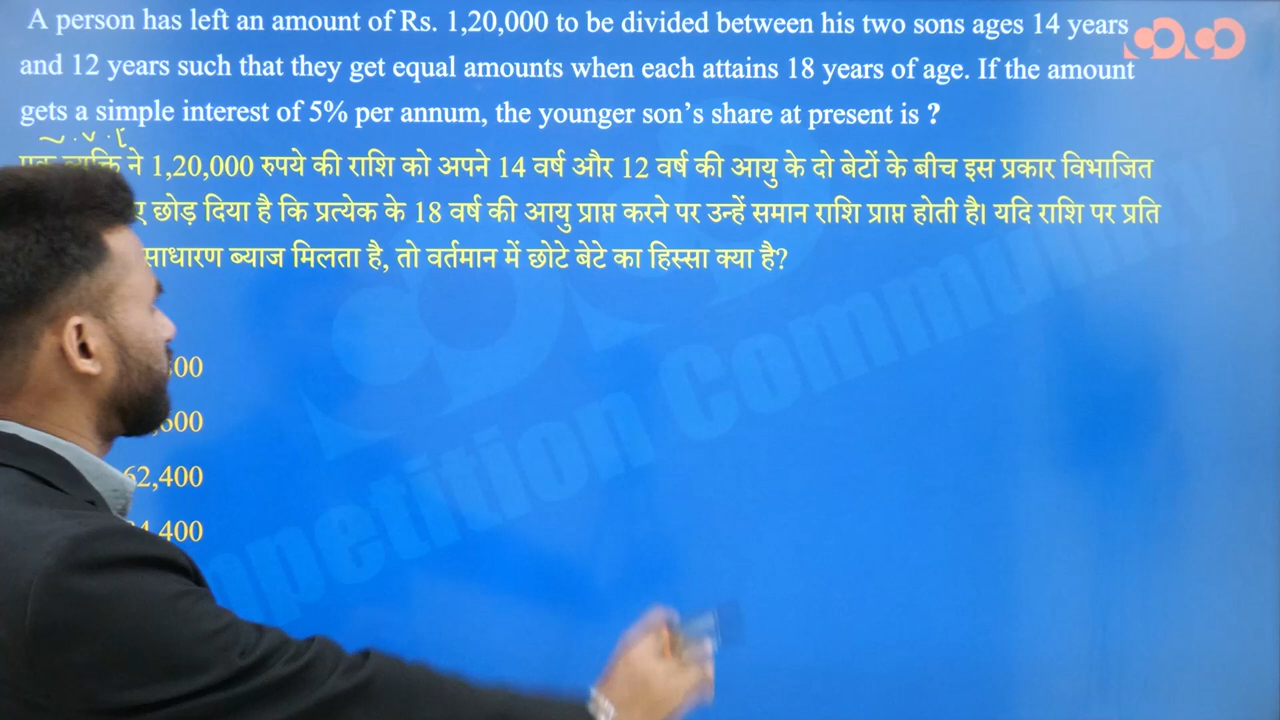 A person has left an amount of Rs. 1,20,000 to be divided between his two sons ages 14 years
and 12 years such that they get equal amounts when each attains 18 years of age. If the amount
gets a simple interest of 5% per annum, the younger son's share at present is ?
ने 1,20,000 रुपये की राशि को अपने 14 वर्ष और 12 वर्ष की आयु के दो बेटों के बीच इस प्रकार विभाजित
छोड़ दिया है कि प्रत्येक के 18 वर्ष की आयु प्राप्त करने पर उन्हें समान राशि प्राप्त होती है। यदि राशि पर प्रति
साधारण ब्याज मिलता है, तो वर्तमान में छोटे बेटे का हिस्सा क्या है?
62,400
Competition Community